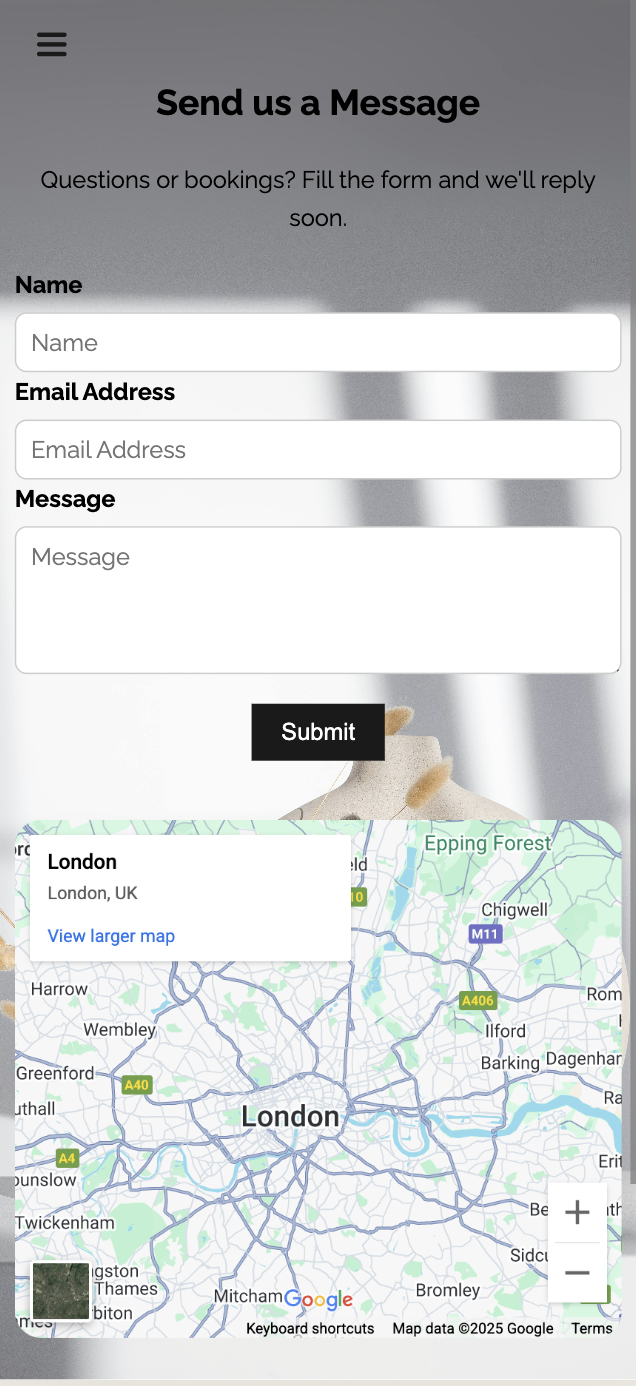 Send us a Message
Questions or bookings? Fill the form and we'll reply
soon.
Name
Name
Email Address
Email Address
Message
Message
Submit
London
London, UK
View larger map
Epping Forest
Chigwell
M11
Harrow
A406
Wembley
Ilford
Barking
Greenford
A40
London
A4
Twickenham
Thames
Mitcham
Google
Bromley
Keyboard shortcuts
Map data ©2025 Google
Terms